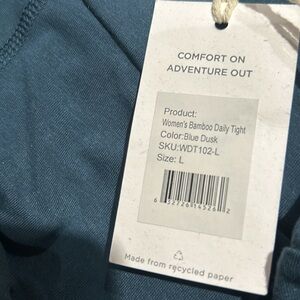 COMFORT ON
ADVENTURE OUT
Product:
Women's Bamboo Daily Tight
Color:Blue Dusk
SKU:WDT102-L
Size: L
Made from recycled paper